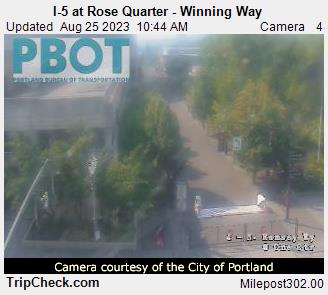 I-5 at Rose Quarter - Winning Way
Updated Aug 25 2023 10:44 AM Camera 4
PBOT
PORTLAND BUREAU OF TRANSPORTATION
Camera courtesy of the City of Portland
TripCheck.com Milepost302.00